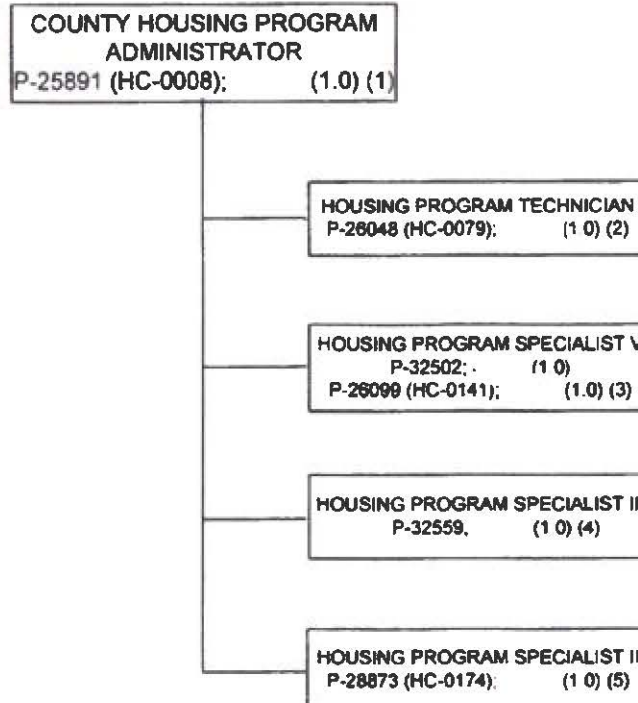 COUNTY HOUSING PROGRAM
ADMINISTRATOR
P-25891 (HC-0008); (1.0) (1)
HOUSING PROGRAM TECHNICIAN
P-26048 (HC-0079); (1 0) (2)
HOUSING PROGRAM SPECIALIST V
P-32502; . (1 0)
P-26099 (HC-0141); (1.0) (3)
HOUSING PROGRAM SPECIALIST
P-32559, (1 0) (4)
HOUSING PROGRAM SPECIALIST
P-28873 (HC-0174); (1 0) (5)